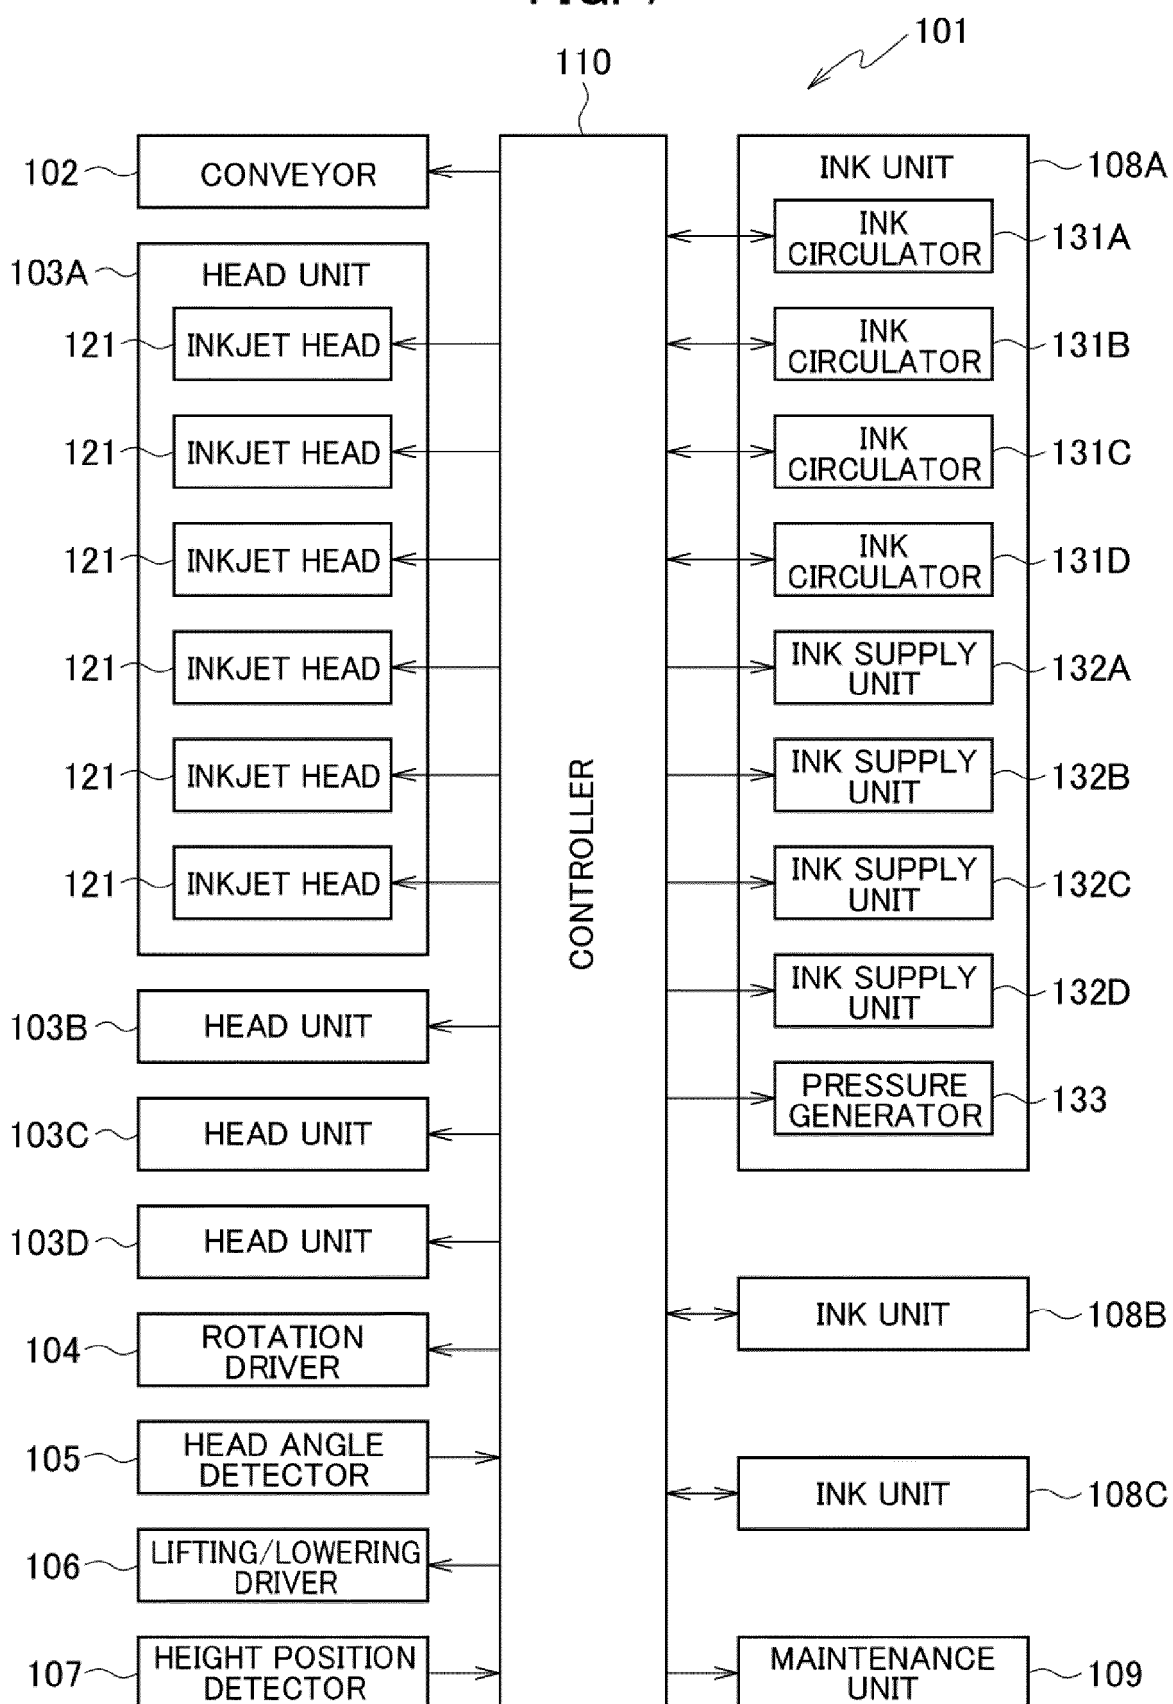 101
110
102
CONVEYOR
103A
HEAD UNIT
121
INKJET HEAD
121
INKJET HEAD
121
INKJET HEAD
121
INKJET HEAD
121
INKJET HEAD
121
INKJET HEAD
103B
HEAD UNIT
103C
HEAD UNIT
103D
HEAD UNIT
104
ROTATION
DRIVER
105
HEAD ANGLE
DETECTOR
106
LIFTING/LOWERING
DRIVER
107
HEIGHT POSITION
DETECTOR
CONTROLLER
INK UNIT
108A
INK
CIRCULATOR
131A
INK
CIRCULATOR
131B
INK
CIRCULATOR
131C
INK
CIRCULATOR
131D
INK SUPPLY
UNIT
132A
INK SUPPLY
UNIT
132B
INK SUPPLY
UNIT
132C
INK SUPPLY
UNIT
132D
PRESSURE
GENERATOR
133
INK UNIT
108B
INK UNIT
108C
MAINTENANCE
UNIT
109